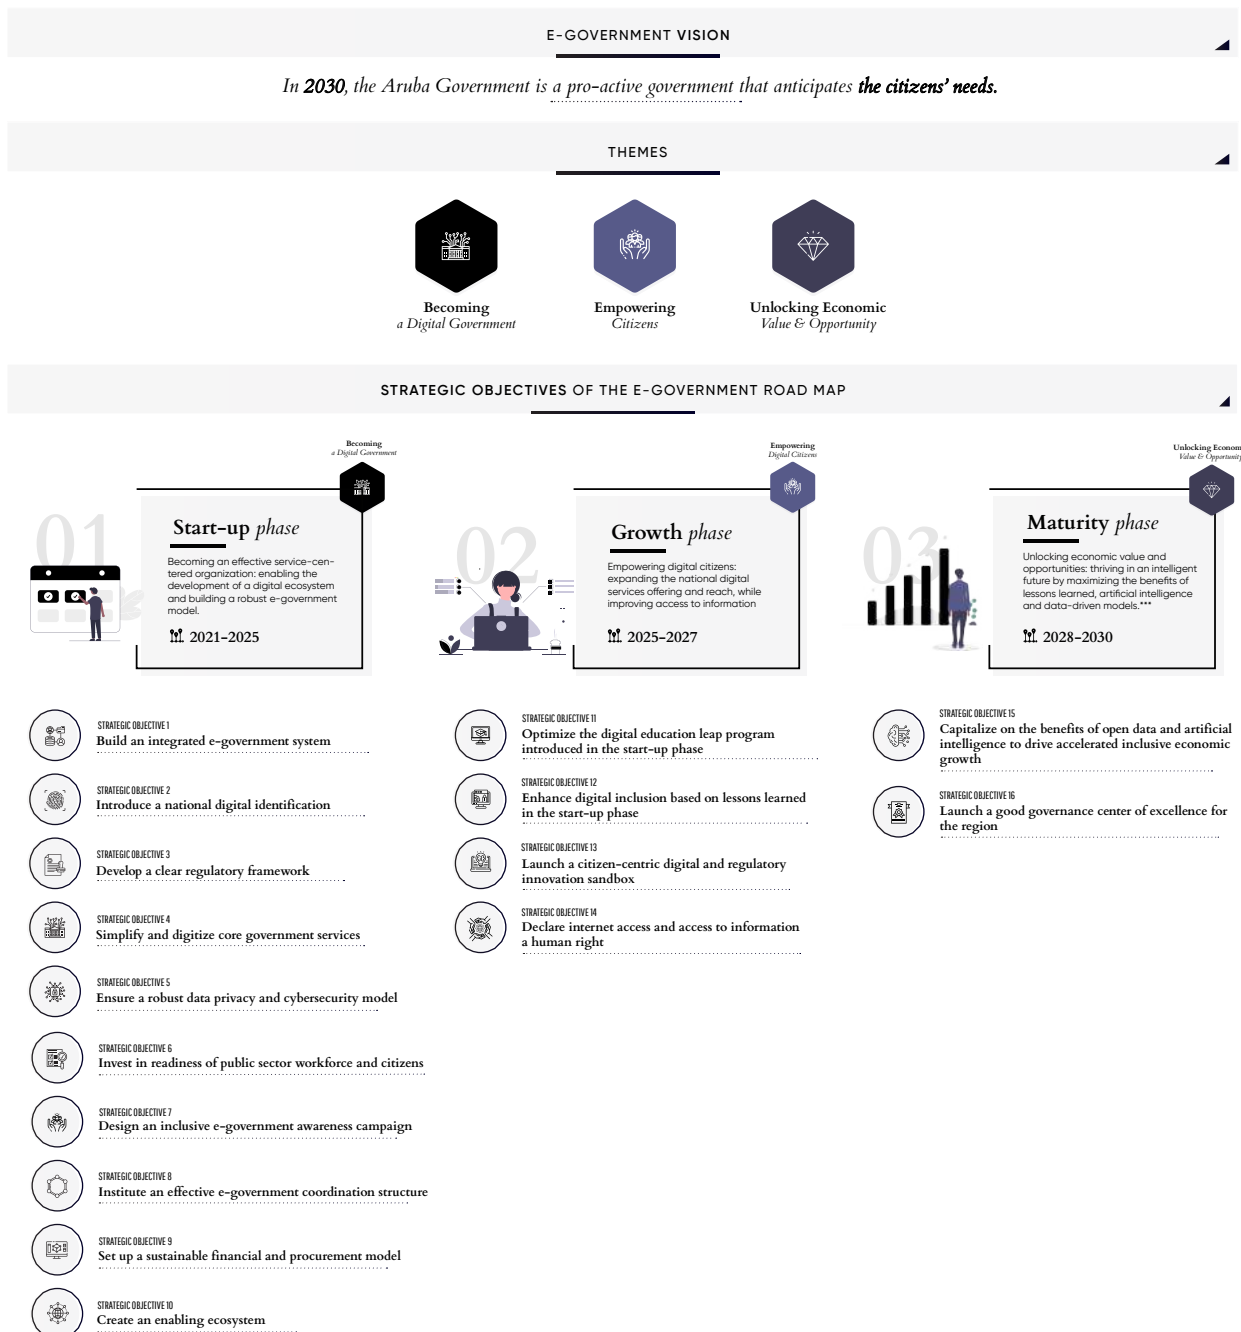 E-GOVERNMENT VISION
In 2030, the Aruba Government is a pro-active government that anticipates the citizens' needs.
THEMES
Becoming
a Digital Government
Empowering
Citizens
Unlocking Economic
Value & Opportunity
STRATEGIC OBJECTIVES OF THE E-GOVERNMENT ROAD MAP
Becoming
a Digital Government
01
Start-up phase
Becoming an effective service-cen-
tered organization: enabling the
development of a digital ecosystem
and building a robust e-government
model.
2021-2025
Empowering
Digital Citizens
02
Growth phase
Empowering digital citizens:
expanding the national digital
services offering and reach, while
improving access to information
2025-2027
Unlocking Econom
Value & Opportunity
03
Maturity phase
Unlocking economic value and
opportunities: thriving in an intelligent
future by maximizing the benefits of
lessons learned, artificial intelligence
and data-driven models.***
2028-2030
STRATEGIC OBJECTIVE 1
Build an integrated e-government system
STRATEGIC OBJECTIVE 2
Introduce a national digital identification
STRATEGIC OBJECTIVE 3
Develop a clear regulatory framework
STRATEGIC OBJECTIVE 4
Simplify and digitize core government services
STRATEGIC OBJECTIVE 5
Ensure a robust data privacy and cybersecurity model
STRATEGIC OBJECTIVE 6
Invest in readiness of public sector workforce and citizens
STRATEGIC OBJECTIVE 7
Design an inclusive e-government awareness campaign
STRATEGIC OBJECTIVE 8
Institute an effective e-government coordination structure
STRATEGIC OBJECTIVE 9
Set up a sustainable financial and procurement model
STRATEGIC OBJECTIVE 10
Create an enabling ecosystem
STRATEGIC OBJECTIVE 11
Optimize the digital education leap program
introduced in the start-up phase
STRATEGIC OBJECTIVE 12
Enhance digital inclusion based on lessons learned
in the start-up phase
STRATEGIC OBJECTIVE 13
Launch a citizen-centric digital and regulatory
innovation sandbox
STRATEGIC OBJECTIVE 14
Declare internet access and access to information
a human right
STRATEGIC OBJECTIVE 15
Capitalize on the benefits of open data and artificial
intelligence to drive accelerated inclusive economic
growth
STRATEGIC OBJECTIVE 16
Launch a good governance center of excellence for
the region